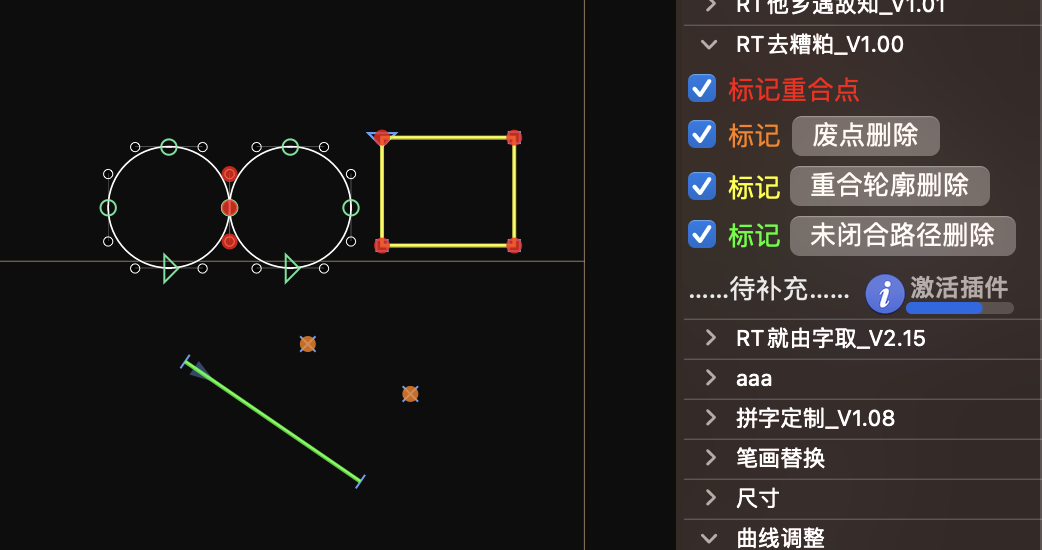 RT他乡遇故知_V1.01
RT去糟粕_V1.00
标记重合点
标记 废点删除
标记 重合轮廓删除
标记 未闭合路径删除
......待补充...... i 激活插件
RT就由字取_V2.15
aaa
拼字定制_V1.08
笔画替换
尺寸
曲线调整